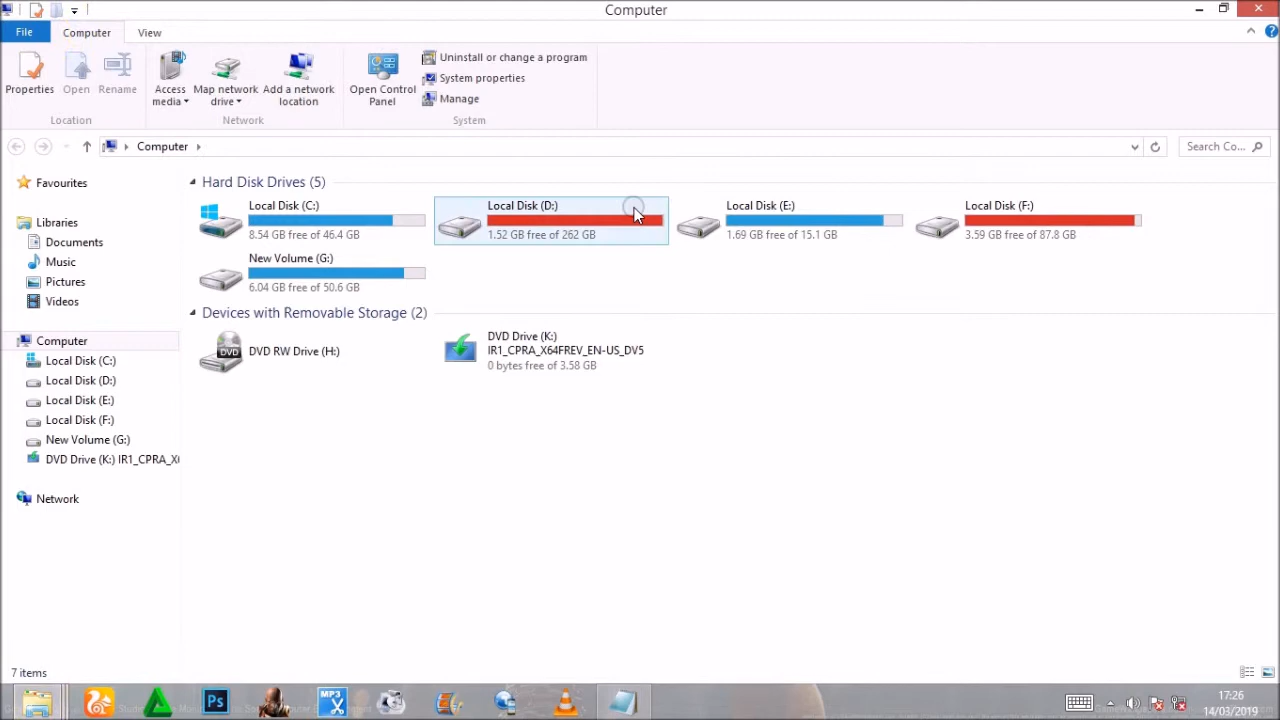 Computer
File
Computer
View
Properties
Open
Rename
Access media
Map network drive
Add a network location
Open Control Panel
Uninstall or change a program
System properties
Manage
Location
Network
System
Computer
Search Co...
Favourites
Libraries
Documents
Music
Pictures
Videos
Computer
Local Disk (C:)
Local Disk (D:)
Local Disk (E:)
Local Disk (F:)
New Volume (G:)
DVD Drive (K:) IR1_CPRA_X6
Network
Hard Disk Drives (5)
Local Disk (C:)
8.54 GB free of 46.4 GB
Local Disk (D:)
1.52 GB free of 262 GB
Local Disk (E:)
1.69 GB free of 15.1 GB
Local Disk (F:)
3.59 GB free of 87.8 GB
New Volume (G:)
6.04 GB free of 50.6 GB
Devices with Removable Storage (2)
DVD
DVD RW Drive (H:)
DVD Drive (K:)
IR1_CPRA_X64FREV_EN-US_DV5
0 bytes free of 3.58 GB
7 items
Ps
MP3
17:26
14/03/2019